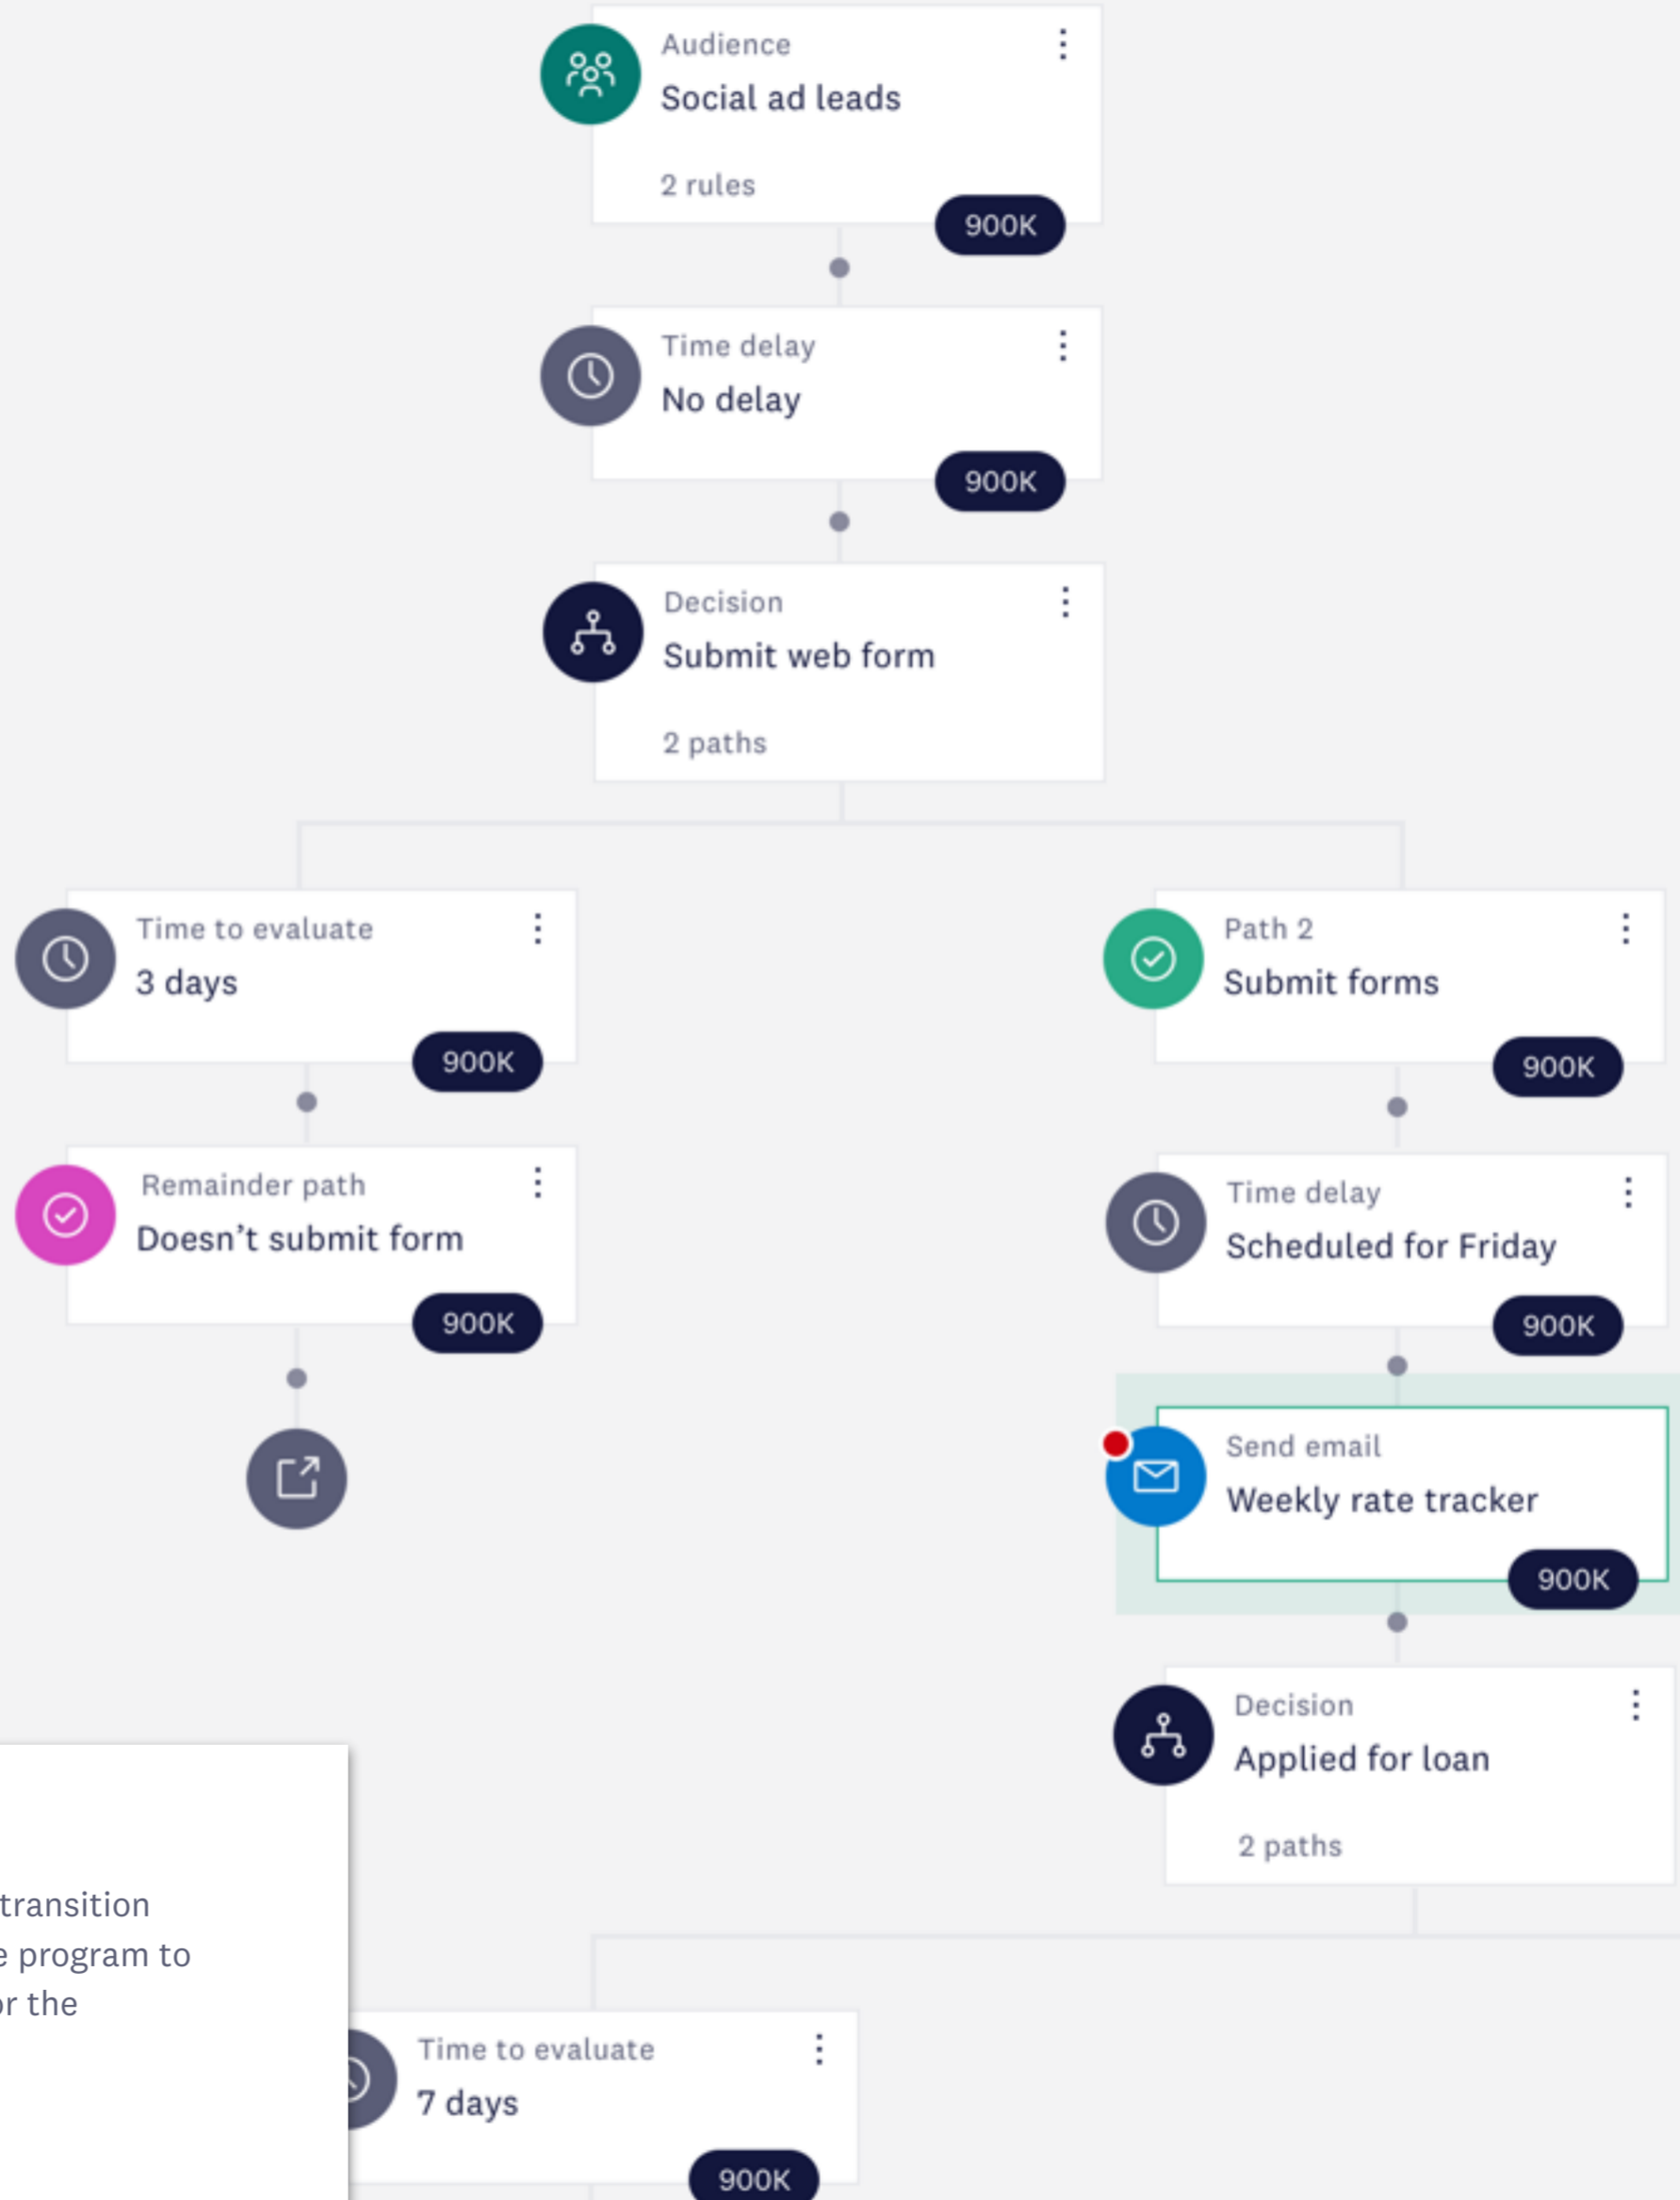 Audience
Social ad leads
2 rules
900K
Time delay
No delay
900K
Decision
Submit web form
2 paths
Time to evaluate
3 days
900K
Remainder path
Doesn’t submit form
900K
Path 2
Submit forms
900K
Time delay
Scheduled for Friday
900K
Send email
Weekly rate tracker
900K
Decision
Applied for loan
2 paths
transition
program to
the
Time to evaluate
7 days
900K